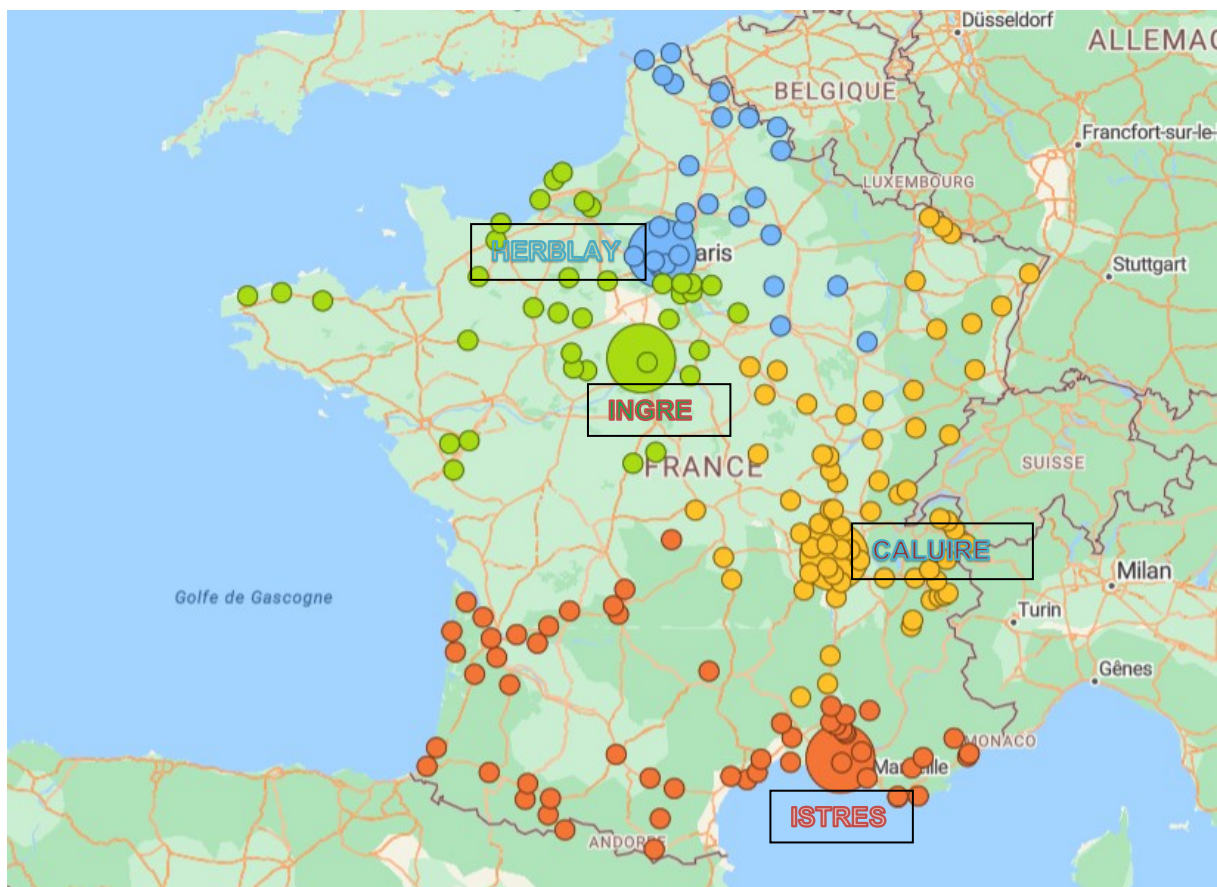 Düsseldorf
ALLEMAG
BELGIQUE
Francfort-sur-le-
LUXEMBOURG
HERBLAY
aris
Stuttgart
INGRE
FRANCE
SUISSE
CALUIRE
Milan
Golfe de Gascogne
Turin
Gênes
MONACO
Marseille
ISTRES
ANDORRE